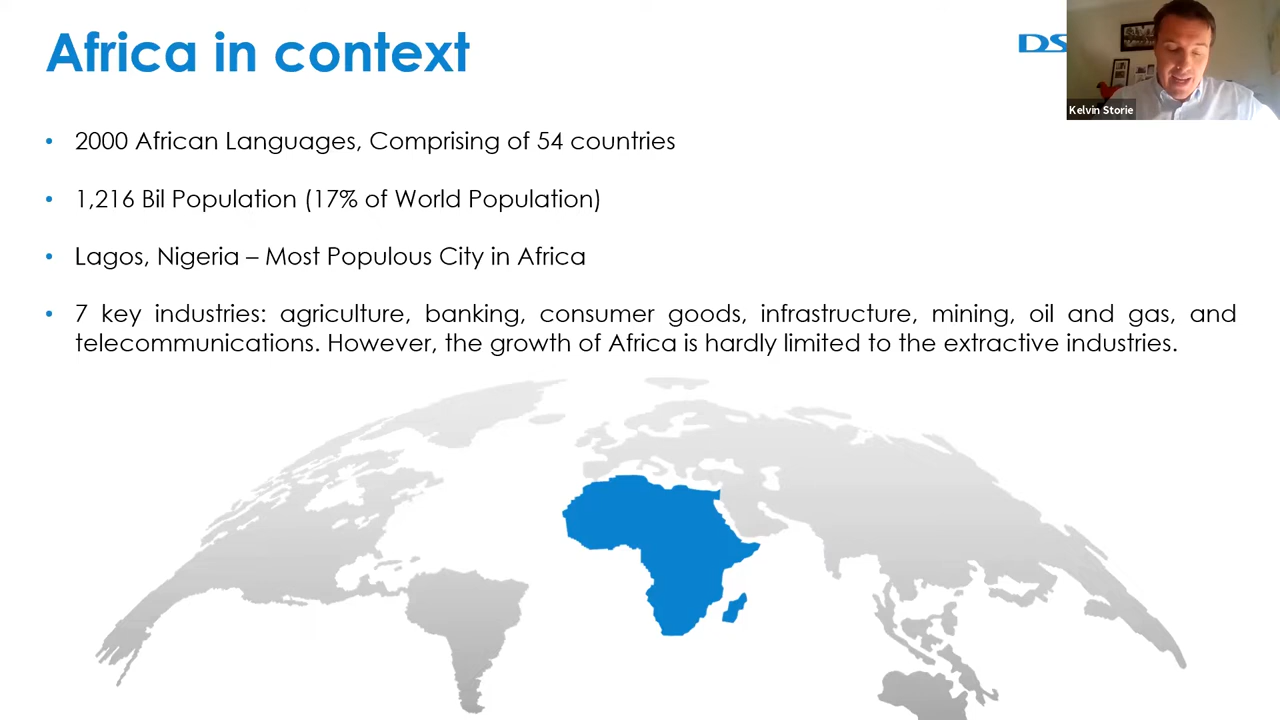 Africa in context
DS
Kelvin Storie
• 2000 African Languages, Comprising of 54 countries
• 1,216 Bil Population (17% of World Population)
• Lagos, Nigeria – Most Populous City in Africa
• 7 key industries: agriculture, banking, consumer goods, infrastructure, mining, oil and gas, and
telecommunications. However, the growth of Africa is hardly limited to the extractive industries.